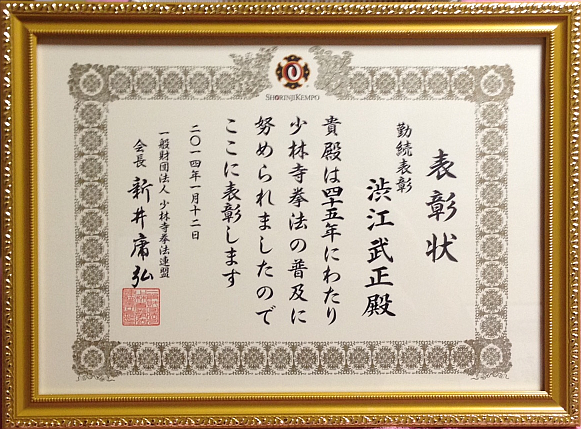 SHORINJI KEMPO
表彰状
勤続表彰
渋江武正殿
貴殿は四十五年にわたり
少林寺拳法の普及に
努められましたので
ここに表彰します
二〇一四年一月十二日
一般財団法人 少林寺拳法連盟
会長 新井庸弘